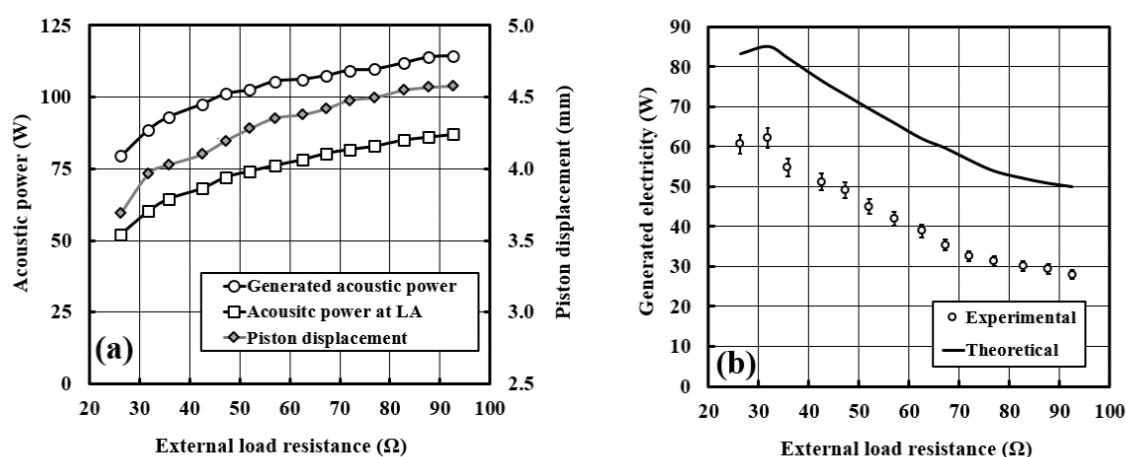 125
100
75
50
25
0
Acoustic power (W)
5.0
4.5
4.0
3.5
3.0
2.5
Piston displacement (mm)
Generated acoustic power
Acousitc power at LA
Piston displacement
(a)
20 30 40 50 60 70 80 90 100
External load resistance (Ω)
90
80
70
60
50
40
30
20
10
0
Generated electricity (W)
Experimental
Theoretical
(b)
20 30 40 50 60 70 80 90 100
External load resistance (Ω)